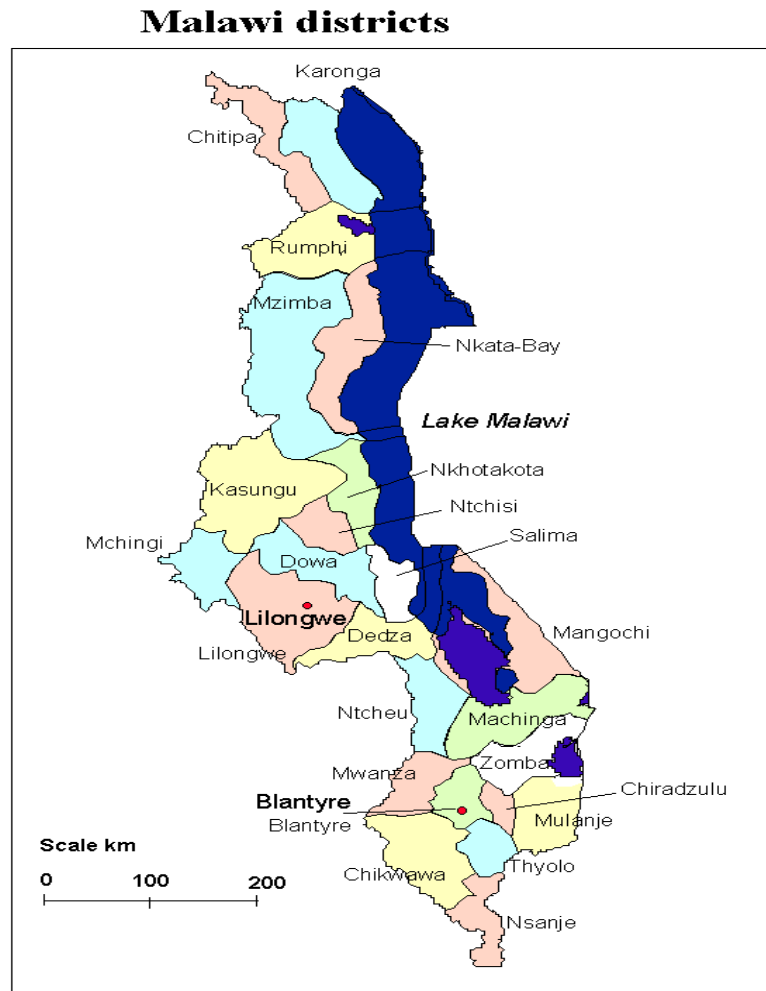 Malawi districts
Karonga
Chitipa
Rumphi
Mzimba
Nkata-Bay
Lake Malawi
Nkhotakota
Kasungu
Ntchisi
Salima
Mchingi
Dowa
Lilongwe
Dedza
Mangochi
Lilongwe
Ntcheu
Machinga
Zomba
Mwanza
Chiradzulu
Blantyre
Blantyre
Mulanje
Scale km
Thyolo
Chikwawa
0 100 200
Nsanje